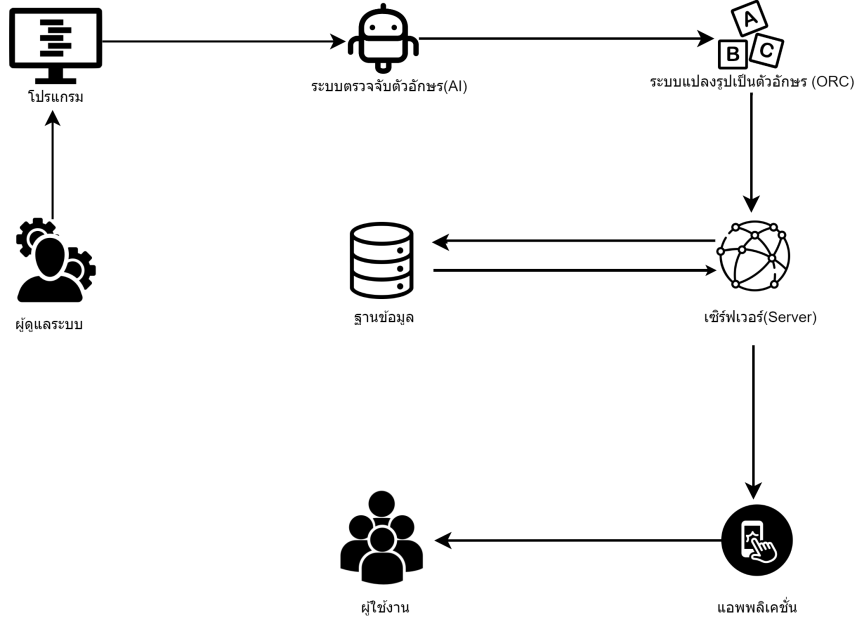 โปรแกรม
ระบบตรวจจับตัวอักษร(AI)
A
B
C
ระบบแปลงรูปเป็นตัวอักษร (ORC)
ผู้ดูแลระบบ
ฐานข้อมูล
เซิร์ฟเวอร์(Server)
ผู้ใช้งาน
แอพพลิเคชั่น